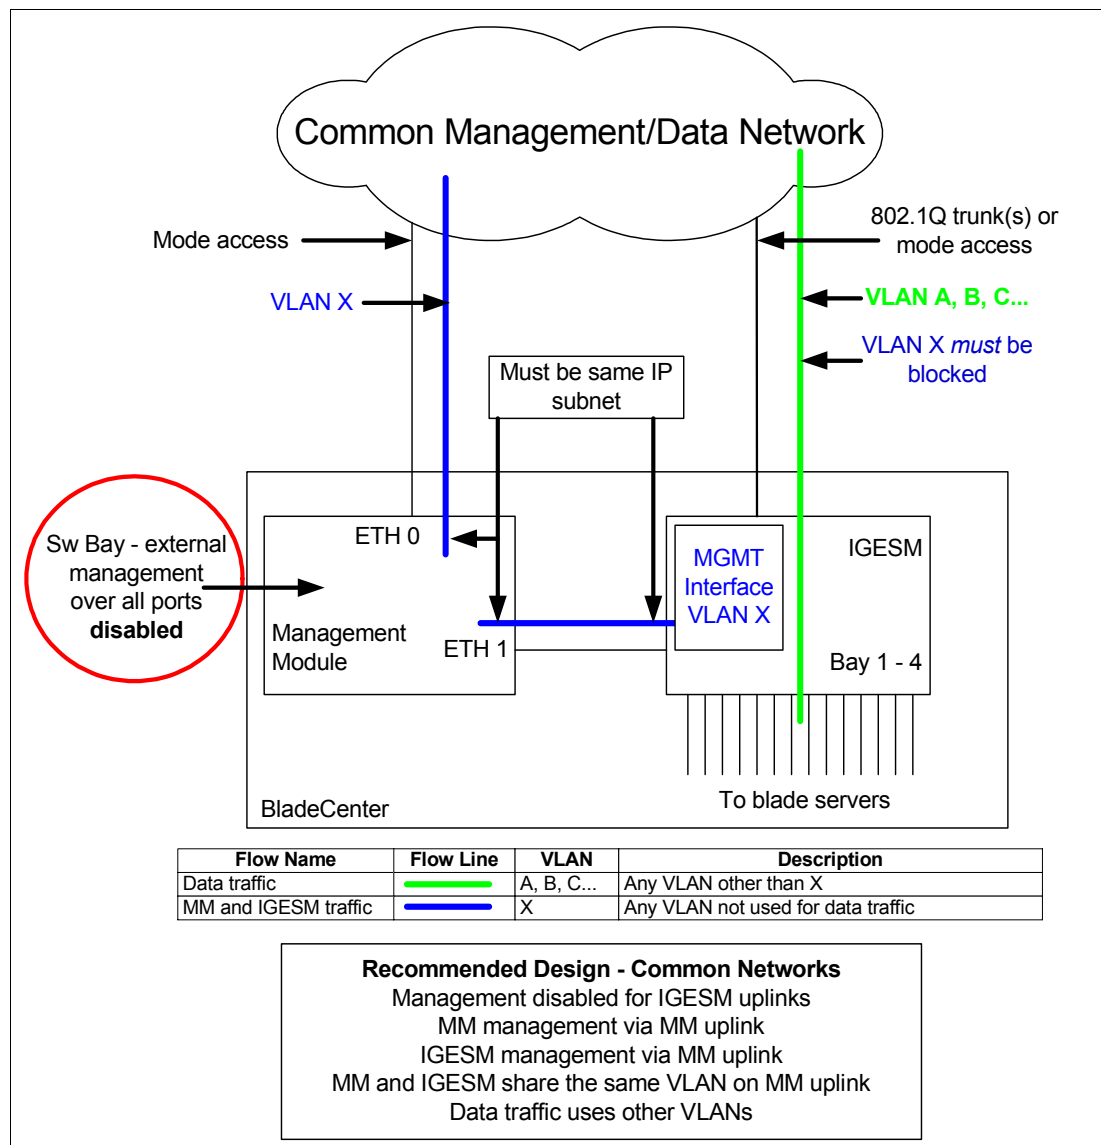 Common Management/Data Network
Mode access
802.1Q trunk(s) or
mode access
VLAN X
VLAN A, B, C...
VLAN X must be
blocked
Must be same IP
subnet
Sw Bay - external
management
over all ports
disabled
ETH 0
Management
Module
ETH 1
MGMT
Interface
VLAN X
IGESM
Bay 1 - 4
To blade servers
BladeCenter
Flow Name Flow Line VLAN Description
Data traffic A, B, C... Any VLAN other than X
MM and IGESM traffic X Any VLAN not used for data traffic
Recommended Design - Common Networks
Management disabled for IGESM uplinks
MM management via MM uplink
IGESM management via MM uplink
MM and IGESM share the same VLAN on MM uplink
Data traffic uses other VLANs